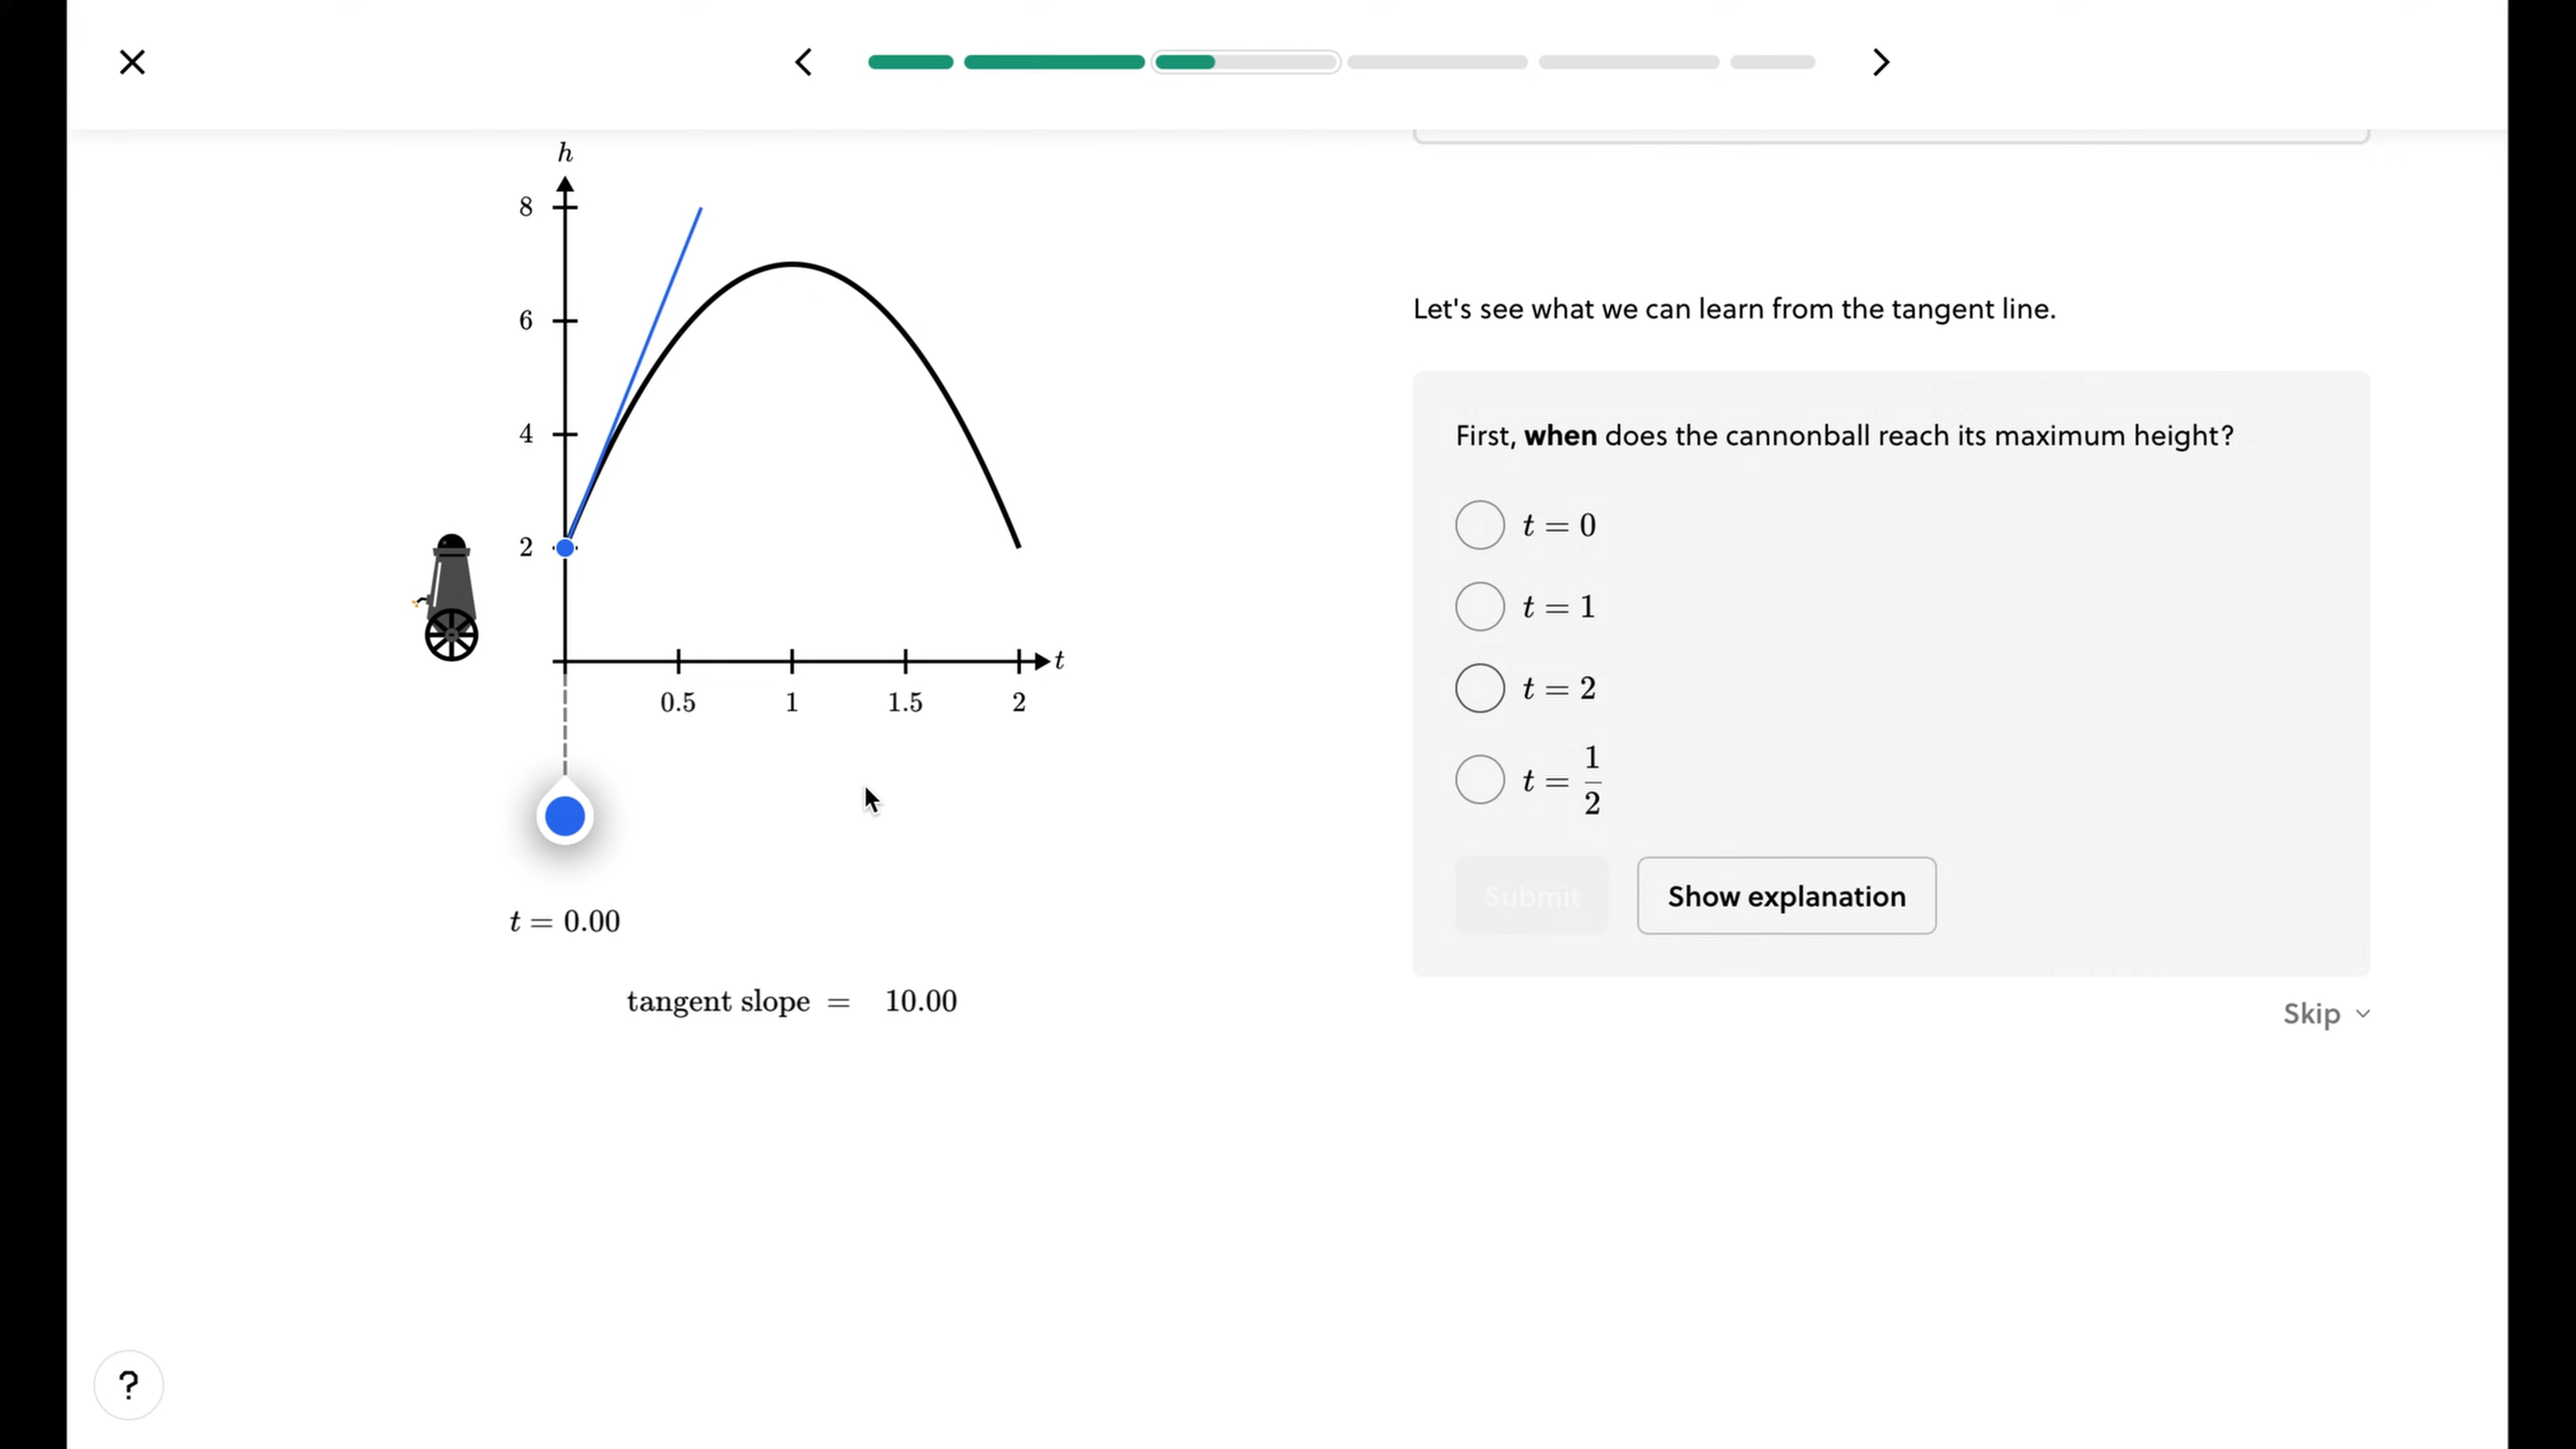 h
8
6
4
2
t
0.5 1 1.5 2
t = 0.00
tangent slope = 10.00
Let's see what we can learn from the tangent line.
First, when does the cannonball reach its maximum height?
t = 0
t = 1
t = 2
t = 1/2
Submit Show explanation
Skip
?